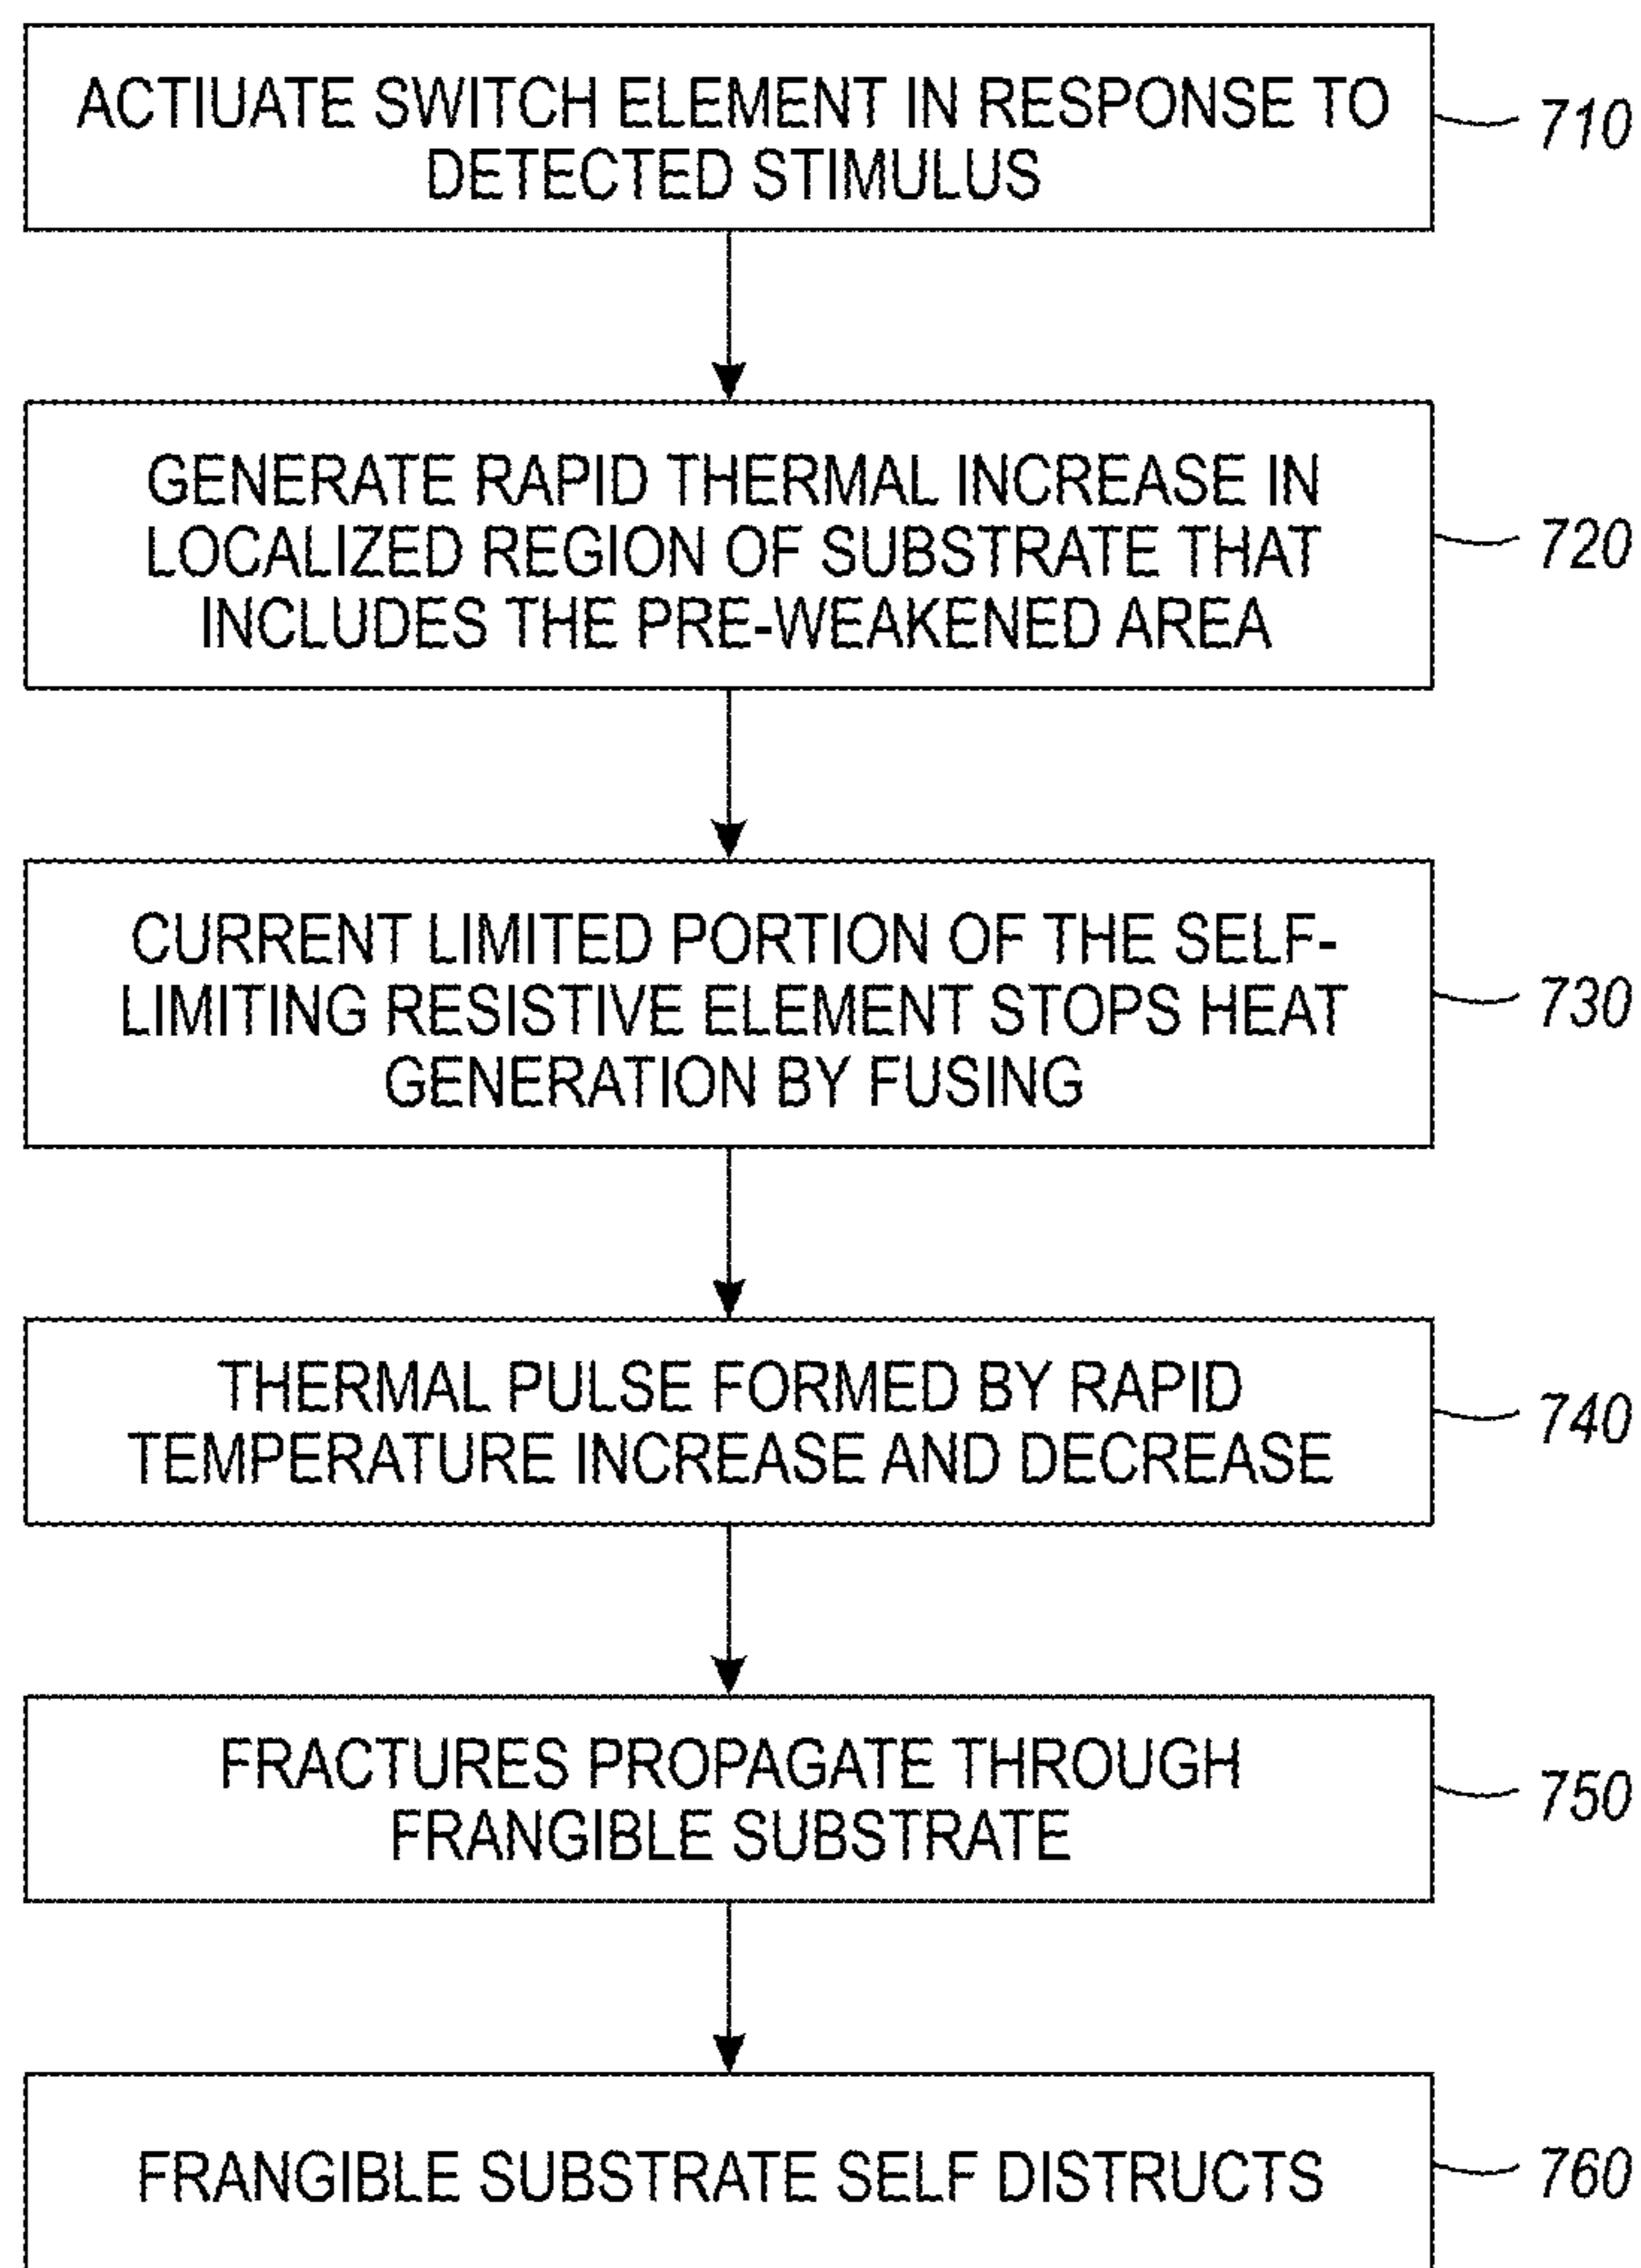 ACTIUATE SWITCH ELEMENT IN RESPONSE TO
DETECTED STIMULUS
710
GENERATE RAPID THERMAL INCREASE IN
LOCALIZED REGION OF SUBSTRATE THAT
INCLUDES THE PRE-WEAKENED AREA
720
CURRENT LIMITED PORTION OF THE SELF-
LIMITING RESISTIVE ELEMENT STOPS HEAT
GENERATION BY FUSING
730
THERMAL PULSE FORMED BY RAPID
TEMPERATURE INCREASE AND DECREASE
740
FRACTURES PROPAGATE THROUGH
FRANGIBLE SUBSTRATE
750
FRANGIBLE SUBSTRATE SELF DISTRUCTS
760